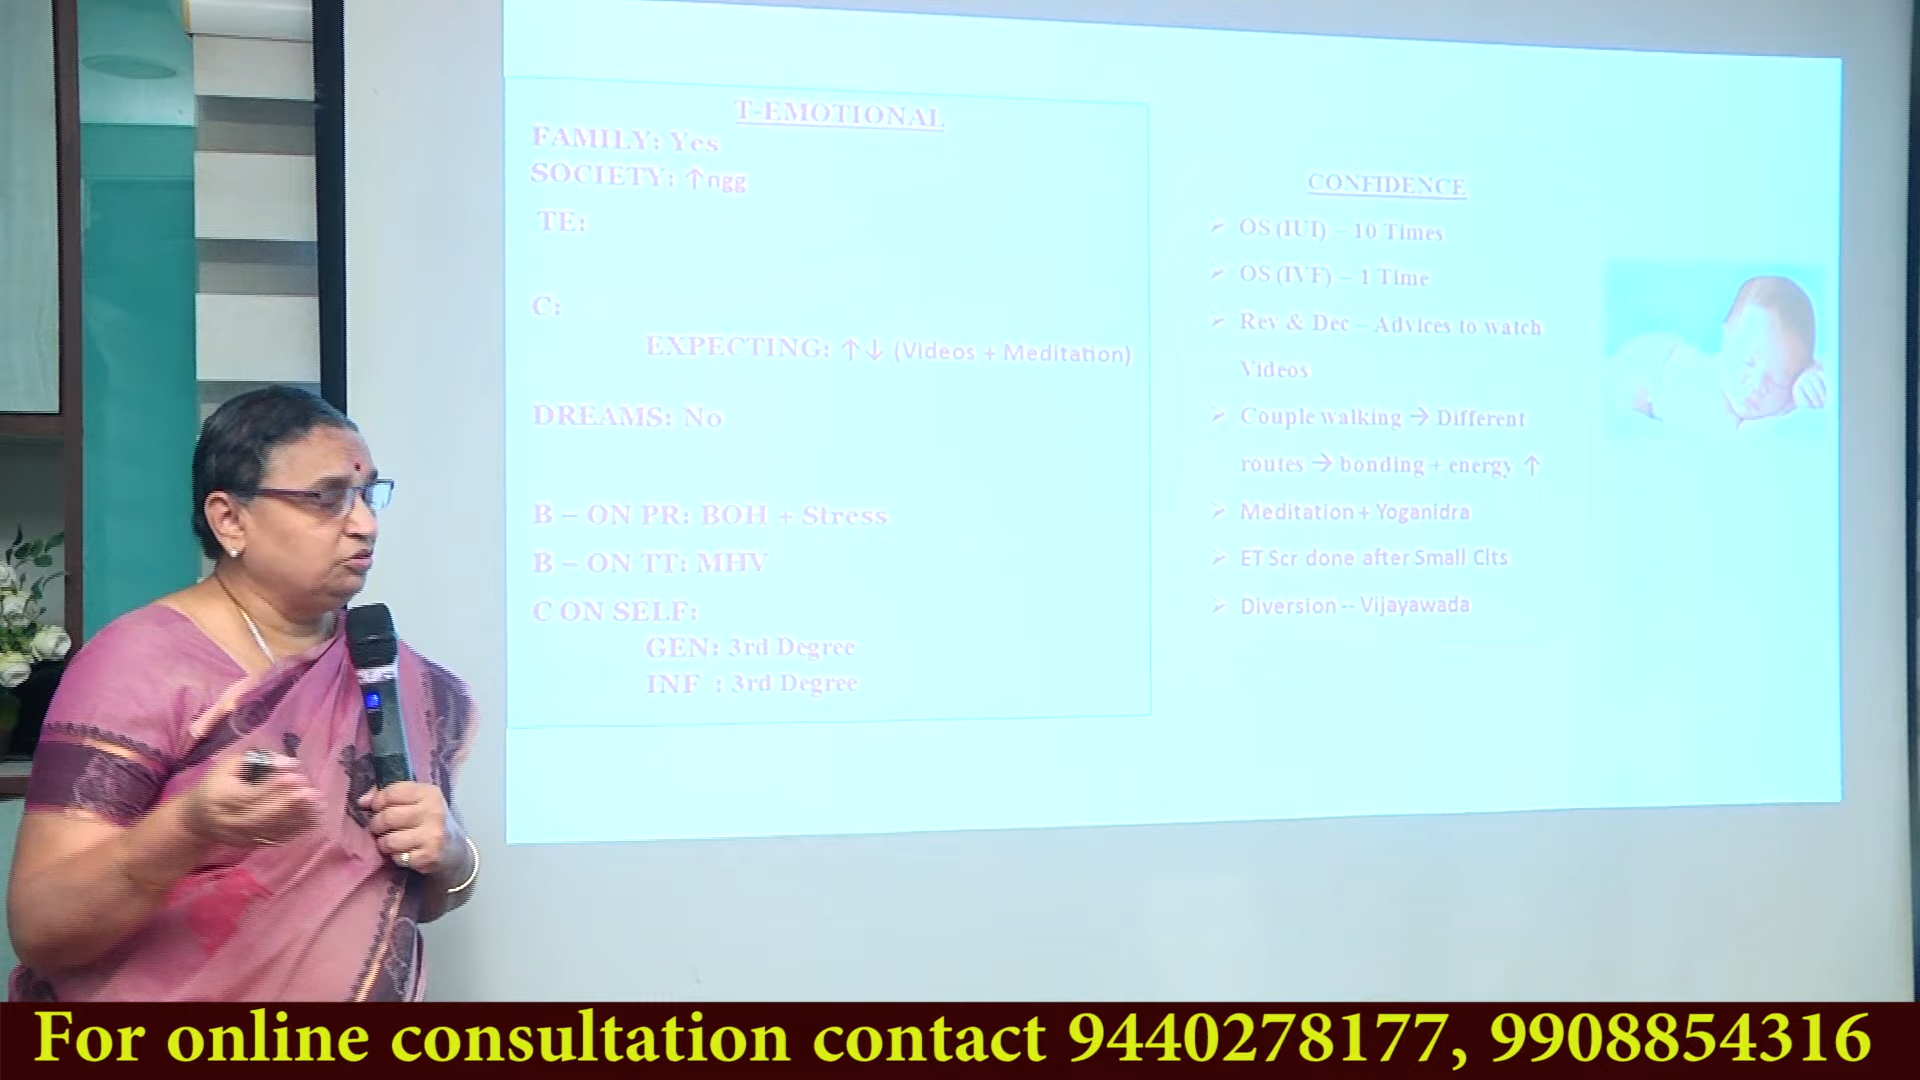 T-EMOTIONAL
FAMILY: Yes
SOCIETY: ↑ngg
TE:
C:
EXPECTING: ↑↓ (Videos + Meditation)
DREAMS: No
B – ON PR: BOH + Stress
B – ON TT: MHV
C ON SELF:
GEN: 3rd Degree
INF : 3rd Degree
CONFIDENCE
➢ OS (IUI) – 10 Times
➢ OS (IVF) – 1 Time
➢ Rev & Dec – Advices to watch
Videos
➢ Couple walking → Different
routes → bonding + energy ↑
➢ Meditation + Yoganidra
➢ ET Scr done after Small Clts
➢ Diversion -- Vijayawada
For online consultation contact 9440278177, 9908854316